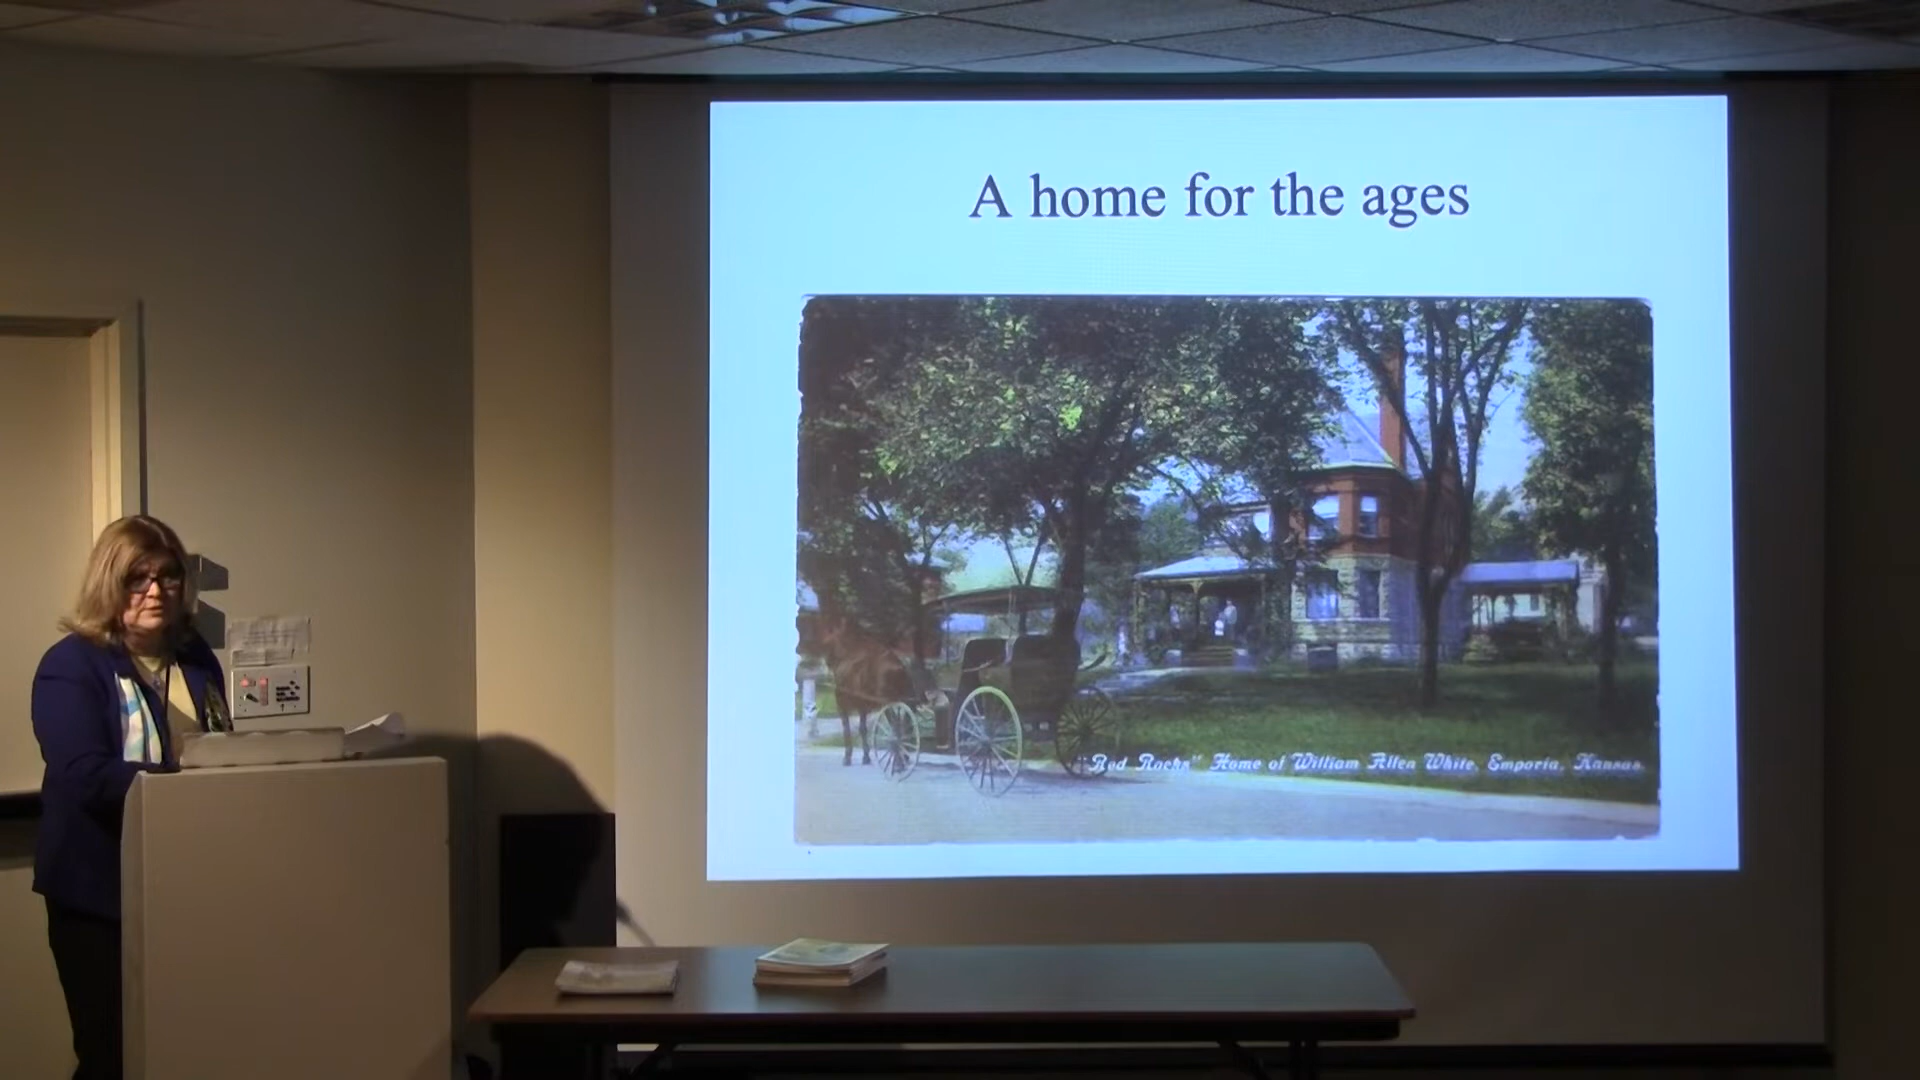 A home for the ages
"Red Rocks" Home of William Allen White, Emporia, Kansas.